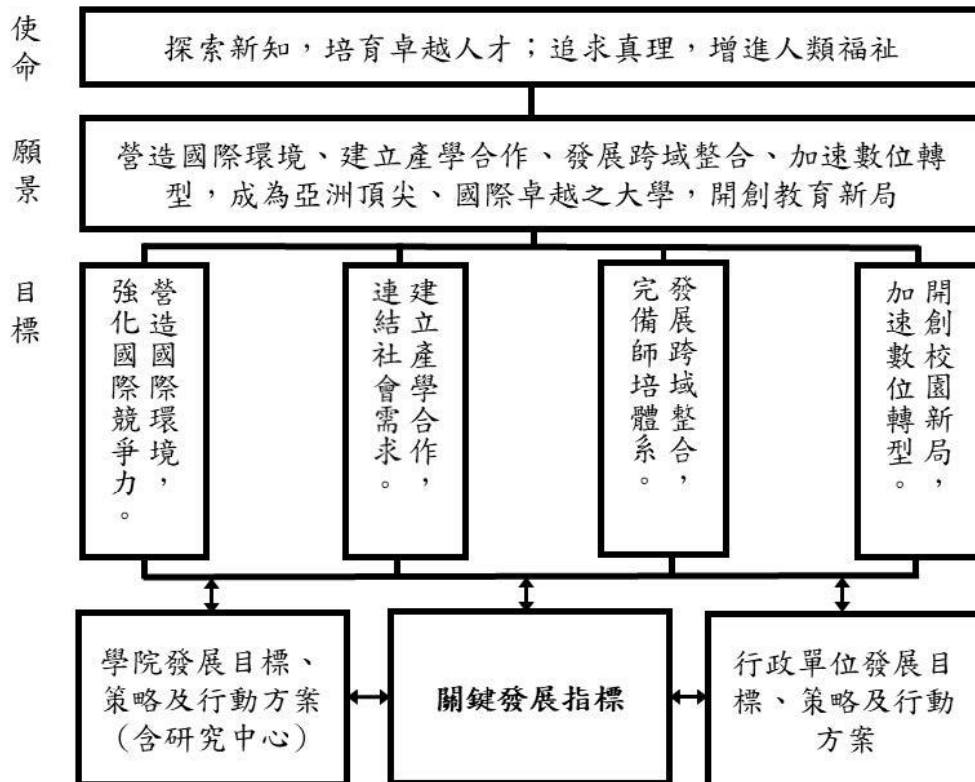 使命
探索新知，培育卓越人才；追求真理，增進人類福祉
願景
營造國際環境、建立產學合作、發展跨域整合、加速數位轉
型，成為亞洲頂尖、國際卓越之大學，開創教育新局
目標
營造國際環境，
強化國際競爭力。
建立產學合作，
連結社會需求。
發展跨域整合，
完備師培體系。
開創校園新局，
加速數位轉型。
學院發展目標、
策略及行動方案
（含研究中心）
關鍵發展指標
行政單位發展目
標、策略及行動
方案